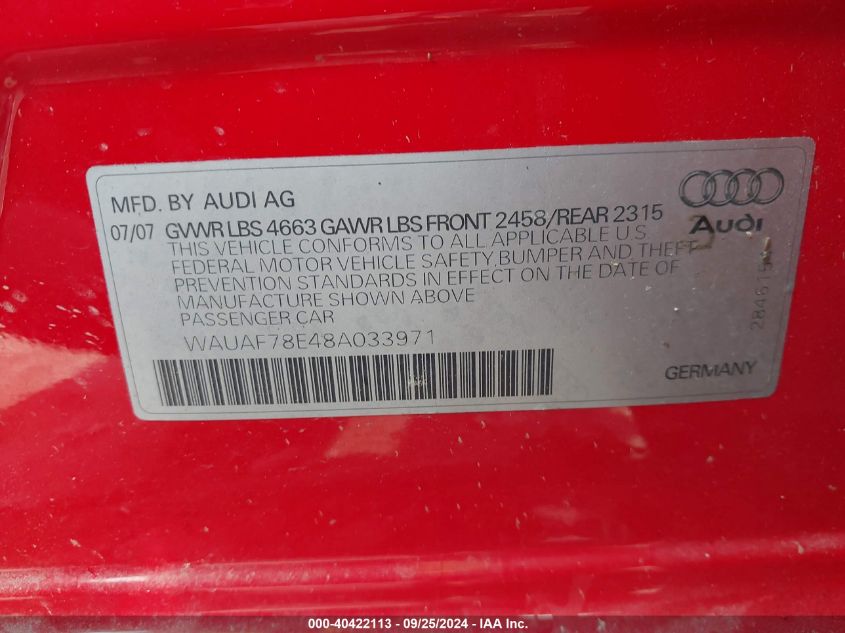 MFD. BY AUDI AG
07/07 GVWR LBS 4663 GAWR LBS FRONT 2458/REAR 2315
THIS VEHICLE CONFORMS TO ALL APPLICABLE U.S.
FEDERAL MOTOR VEHICLE SAFETY BUMPER AND THEFT
PREVENTION STANDARDS IN EFFECT ON THE DATE OF
MANUFACTURE SHOWN ABOVE
PASSENGER CAR
WAUAF78E48A033971
Audi
GERMANY
000-40422113 - 09/25/2024 - IAA Inc.